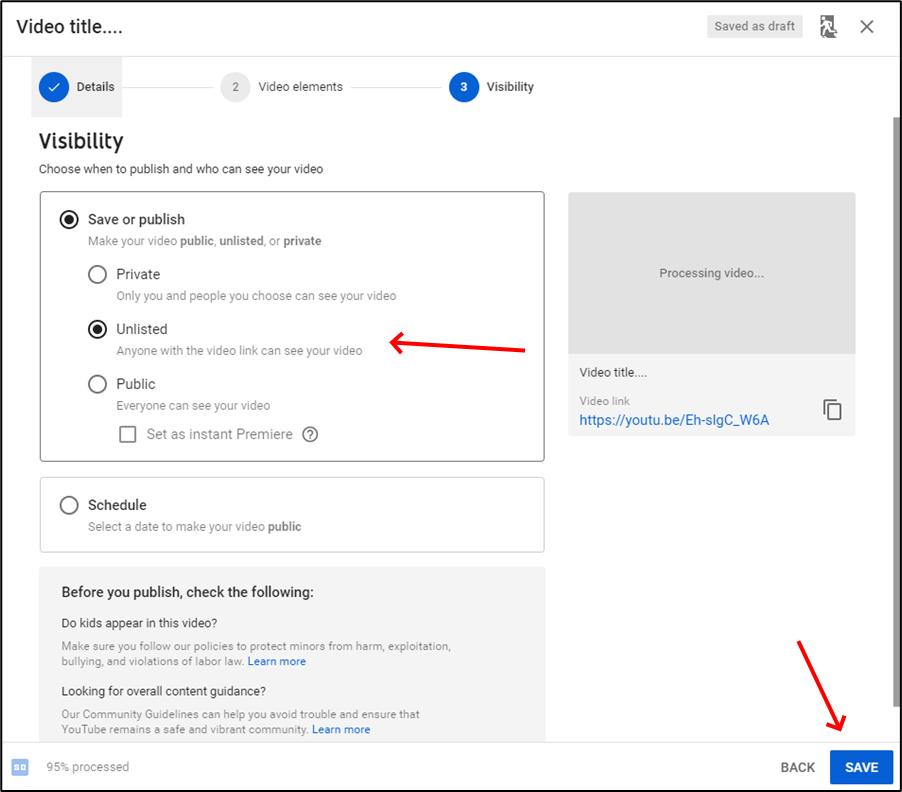 Video title....
Saved as draft
Details
2
Video elements
3
Visibility
Visibility
Choose when to publish and who can see your video
Save or publish
Make your video public, unlisted, or private
Private
Only you and people you choose can see your video
Unlisted
Anyone with the video link can see your video
Public
Everyone can see your video
Set as instant Premiere ?
Schedule
Select a date to make your video public
Processing video...
Video title....
Video link
https://youtu.be/Eh-slgC_W6A
Before you publish, check the following:
Do kids appear in this video?
Make sure you follow our policies to protect minors from harm, exploitation,
bullying, and violations of labor law. Learn more
Looking for overall content guidance?
Our Community Guidelines can help you avoid trouble and ensure that
YouTube remains a safe and vibrant community. Learn more
SD
95% processed
BACK
SAVE